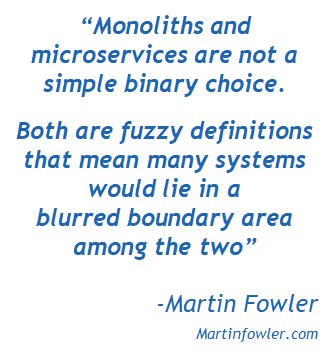 “Monoliths and
microservices are not a
simple binary choice.
Both are fuzzy definitions
that mean many systems
would lie in a
blurred boundary area
among the two”
-Martin Fowler
Martinfowler.com